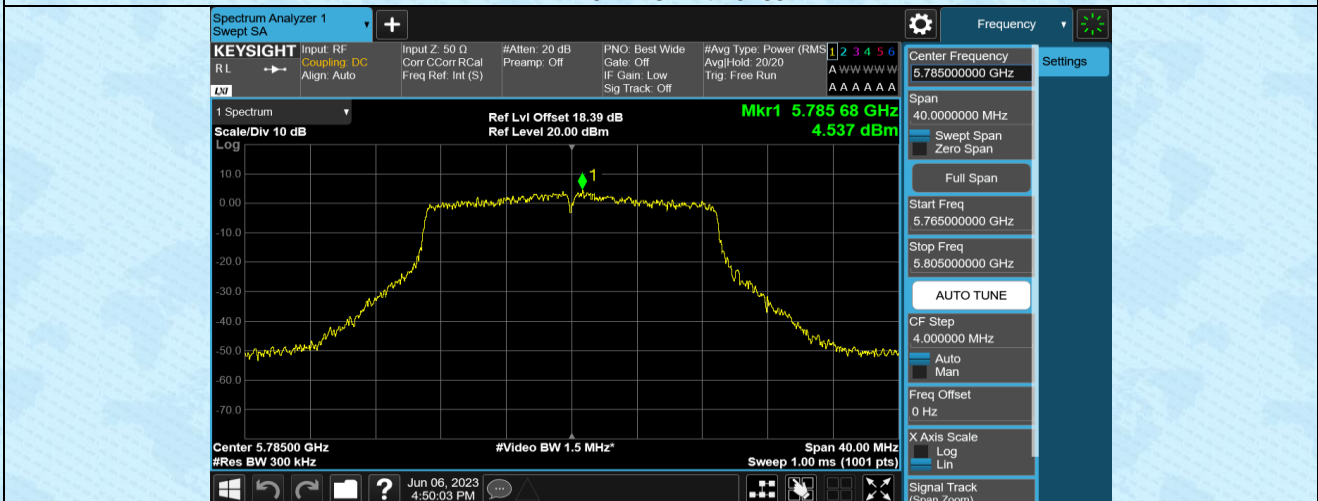 Spectrum Analyzer 1
Swept SA
Frequency
KEYSIGHT
R L
LXI
Input: RF
Coupling: DC
Align: Auto
Input Z: 50 Ω
Corr CCorr RCal
Freq Ref: Int (S)
#Atten: 20 dB
Preamp: Off
PNO: Best Wide
Gate: Off
IF Gain: Low
Sig Track: Off
#Avg Type: Power (RMS
Avg|Hold: 20/20
Trig: Free Run
1 2 3 4 5 6
A W W W W W
A A A A A A
1 Spectrum
Scale/Div 10 dB
Log
Ref Lvl Offset 18.39 dB
Ref Level 20.00 dBm
Mkr1 5.785 68 GHz
4.537 dBm
1
10.0
0.00
-10.0
-20.0
-30.0
-40.0
-50.0
-60.0
-70.0
Center 5.78500 GHz
#Res BW 300 kHz
#Video BW 1.5 MHz*
Span 40.00 MHz
Sweep 1.00 ms (1001 pts)
?
Jun 06, 2023
4:50:03 PM
Center Frequency
5.785000000 GHz
Span
40.0000000 MHz
Swept Span
Zero Span
Full Span
Start Freq
5.765000000 GHz
Stop Freq
5.805000000 GHz
AUTO TUNE
CF Step
4.000000 MHz
Auto
Man
Freq Offset
0 Hz
X Axis Scale
Log
Lin
Signal Track
(Span Zoom)
Settings